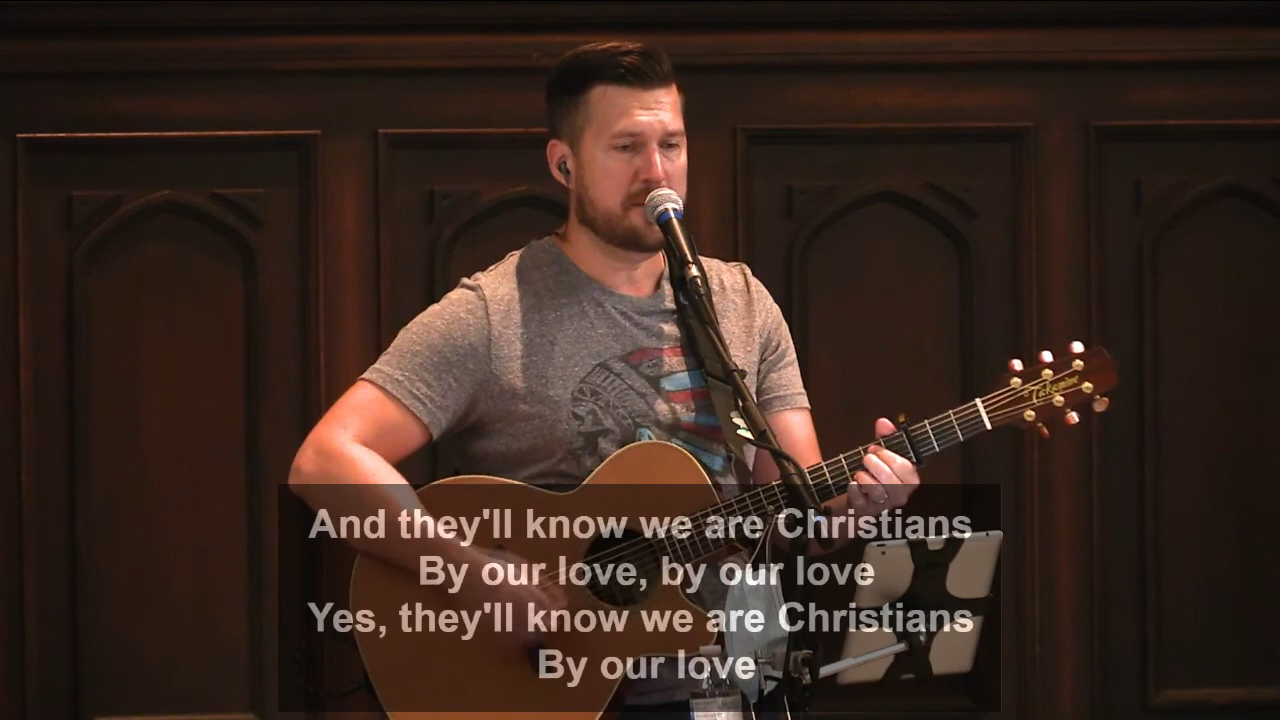 Takamine
And they'll know we are Christians
By our love, by our love
Yes, they'll know we are Christians
By our love